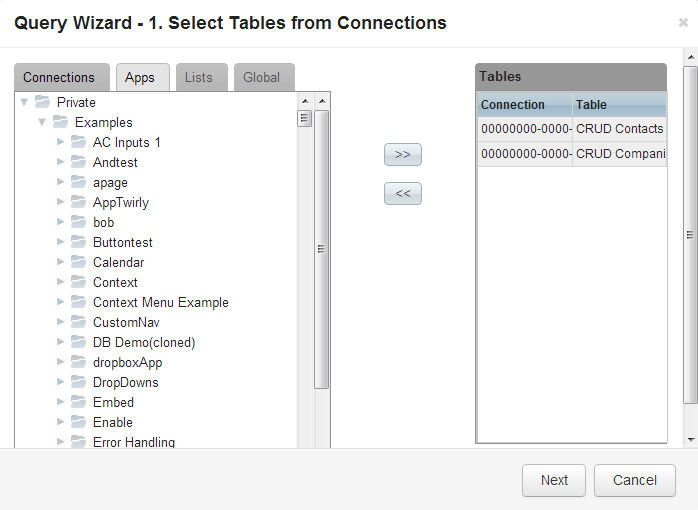 Query Wizard - 1. Select Tables from Connections
Connections Apps Lists Global
Private
Examples
AC Inputs 1
Andtest
apage
AppTwirly
bob
Buttontest
Calendar
Context
Context Menu Example
CustomNav
DB Demo(cloned)
dropboxApp
DropDowns
Embed
Enable
Error Handling
>>
<<
Tables
Connection Table
00000000-0000- CRUD Contacts
00000000-0000- CRUD Compani
Next Cancel